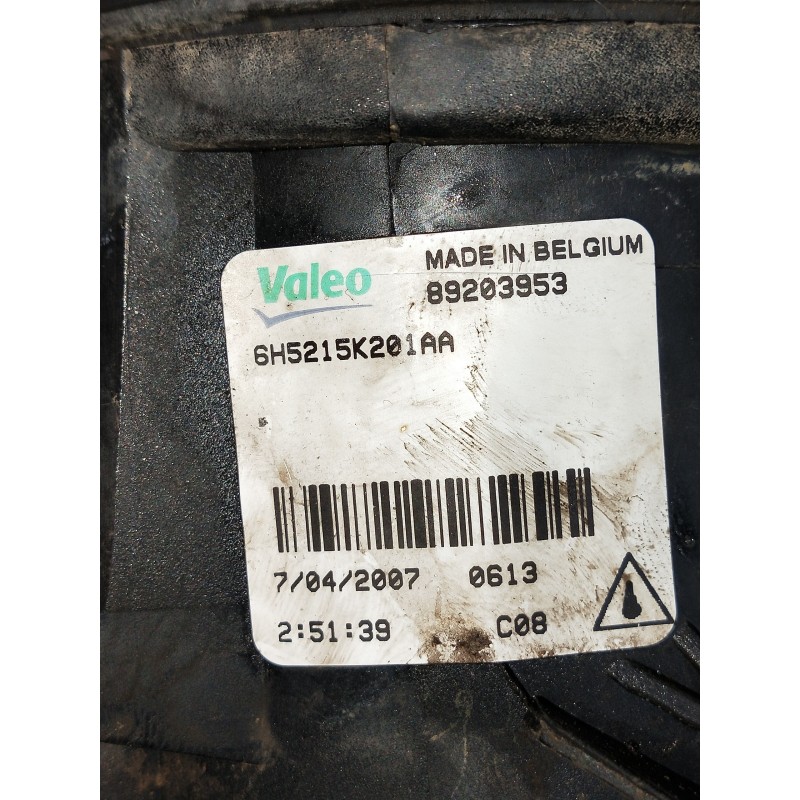 Valeo
MADE IN BELGIUM
89203953
6H5215K201AA
7/04/2007 0613
2:51:39 C08